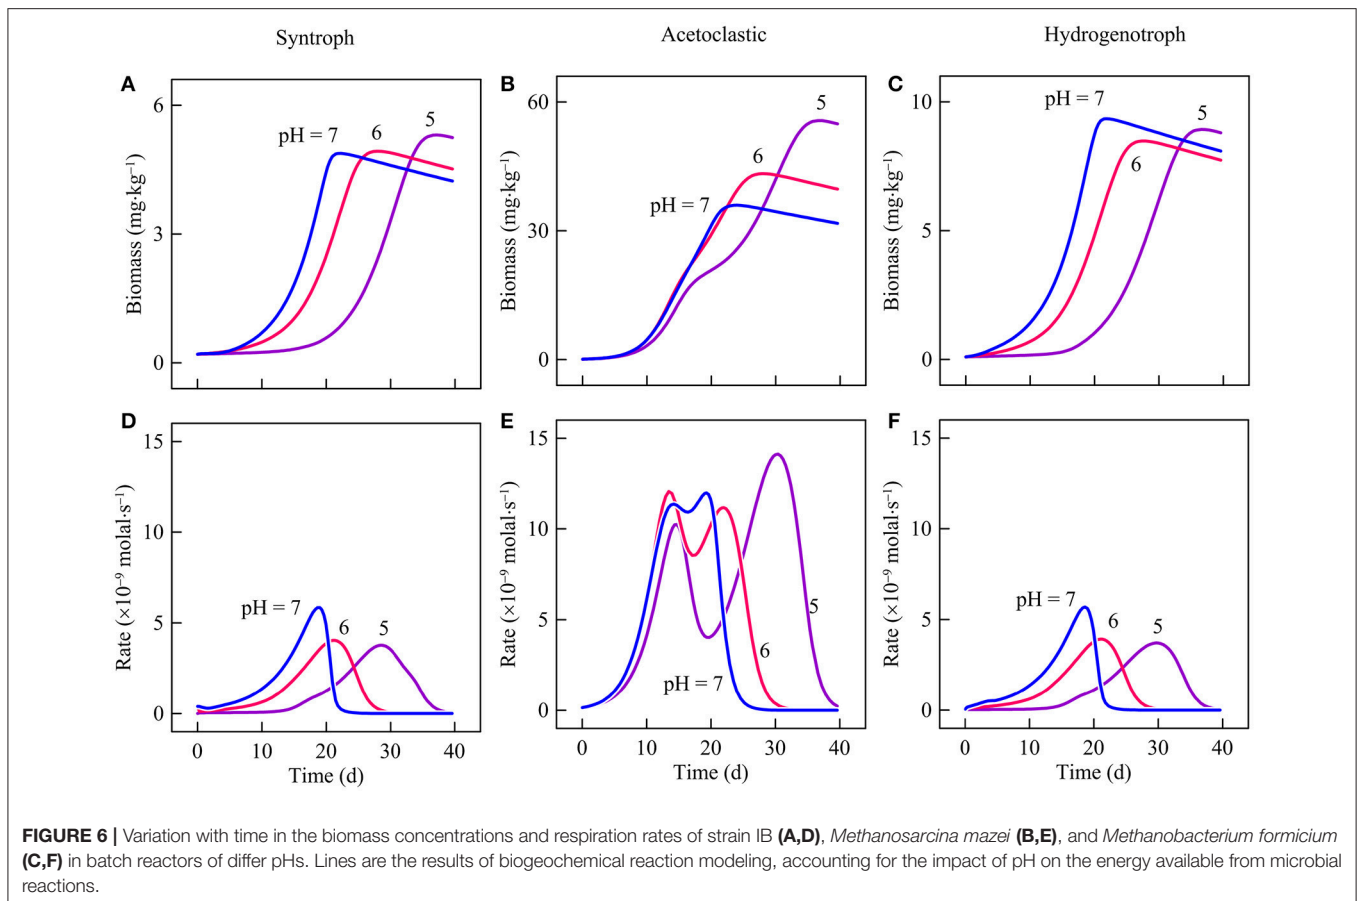 Syntroph
Acetoclastic
Hydrogenotroph
A
6
3
0
Biomass (mg·kg⁻¹)
pH = 7
6
5
B
60
30
0
Biomass (mg·kg⁻¹)
pH = 7
6
5
C
10
5
0
Biomass (mg·kg⁻¹)
pH = 7
6
5
D
15
10
5
0
Rate (×10⁻⁹ molal·s⁻¹)
pH = 7
6
5
0 10 20 30 40
Time (d)
E
15
10
5
0
Rate (×10⁻⁹ molal·s⁻¹)
pH = 7
6
5
0 10 20 30 40
Time (d)
F
15
10
5
0
Rate (×10⁻⁹ molal·s⁻¹)
pH = 7
6
5
0 10 20 30 40
Time (d)
FIGURE 6 | Variation with time in the biomass concentrations and respiration rates of strain IB (A,D), Methanosarcina mazei (B,E), and Methanobacterium formicium
(C,F) in batch reactors of differ pHs. Lines are the results of biogeochemical reaction modeling, accounting for the impact of pH on the energy available from microbial
reactions.